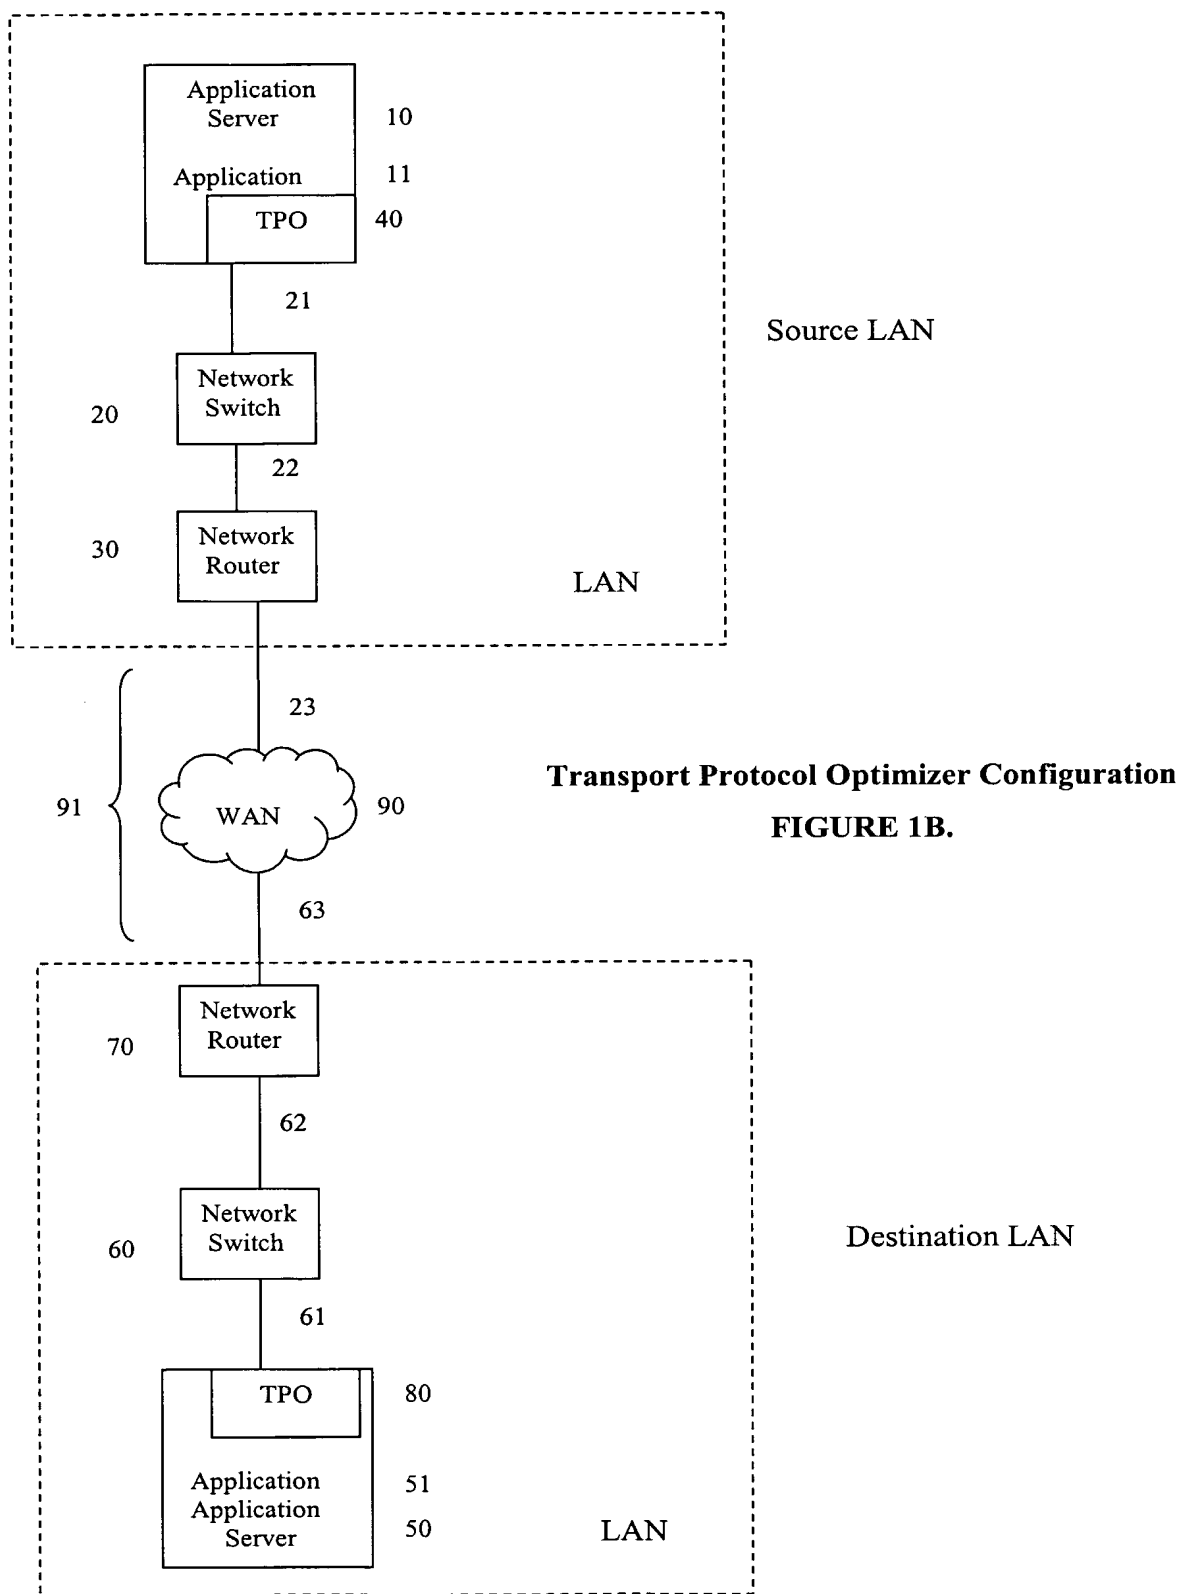 Application
Server
10
Application
11
TPO
40
21
Source LAN
Network
Switch
20
22
Network
Router
30
LAN
23
91
WAN
90
Transport Protocol Optimizer Configuration
FIGURE 1B.
63
Network
Router
70
62
Network
Switch
60
Destination LAN
61
TPO
80
Application
51
Application
Server
50
LAN